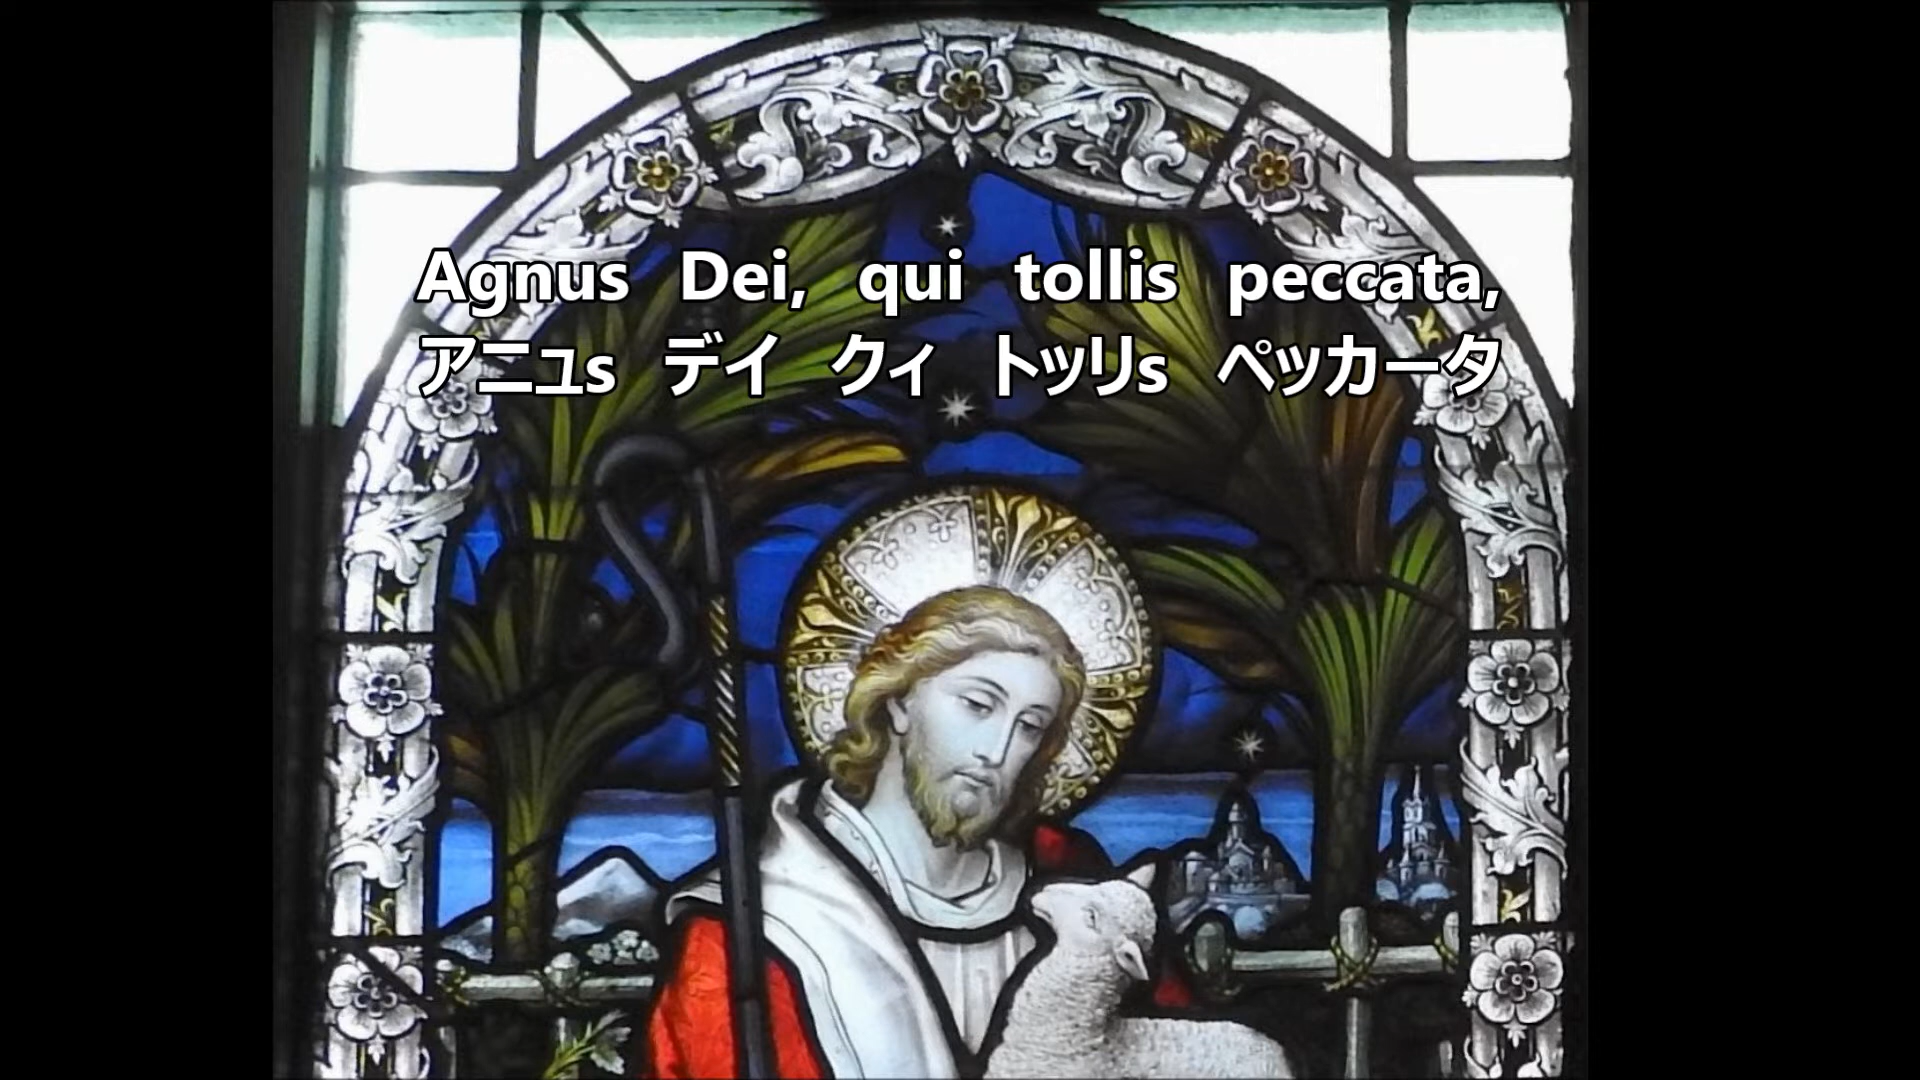 Agnus Dei, qui tollis peccata,
アニュs デイ クィ トッリs ペッカータ